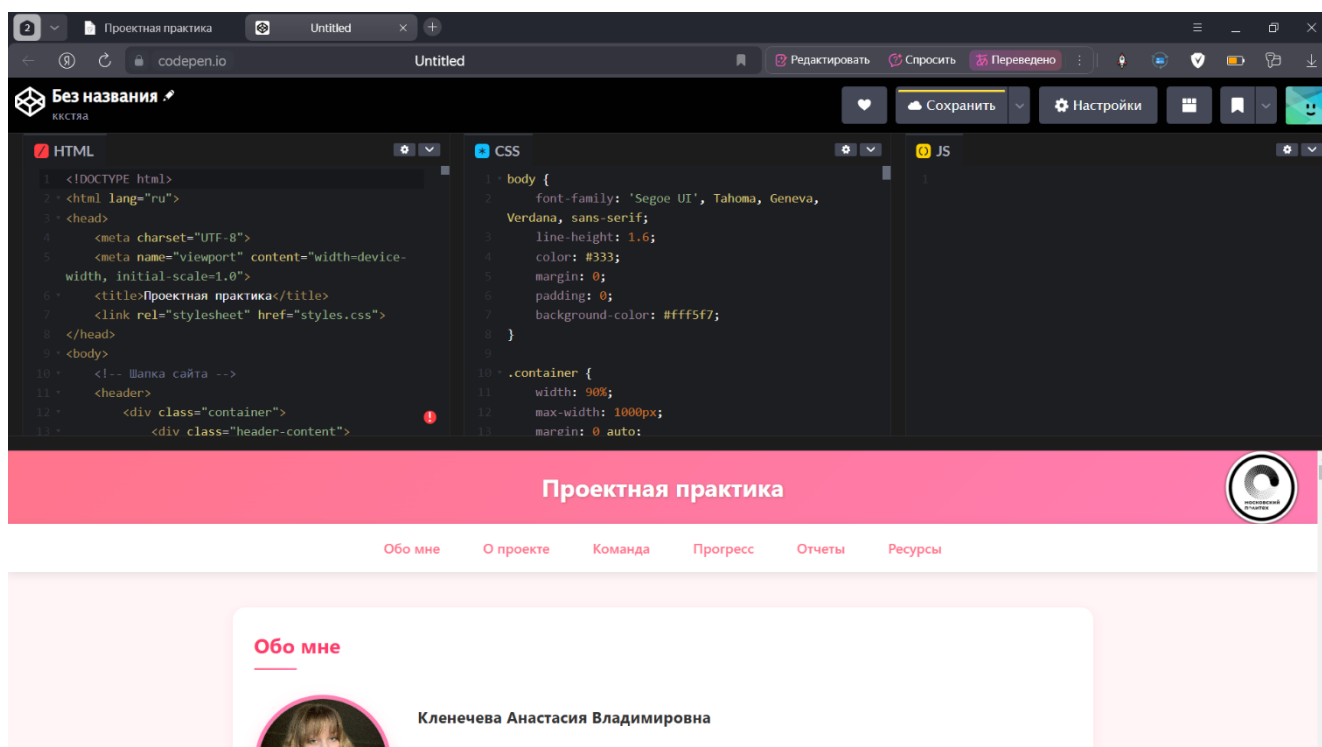 2
Проектная практика
Untitled
codepen.io
Untitled
Редактировать
Спросить
Переведено
Без названия
ккстяа
Сохранить
Настройки
HTML
1 <!DOCTYPE html>
2 <html lang="ru">
3 <head>
4 <meta charset="UTF-8">
5 <meta name="viewport" content="width=device-
width, initial-scale=1.0">
6 <title>Проектная практика</title>
7 <link rel="stylesheet" href="styles.css">
8 </head>
9 <body>
10 <!-- Шапка сайта -->
11 <header>
12 <div class="container">
13 <div class="header-content">
CSS
1 body {
2 font-family: 'Segoe UI', Tahoma, Geneva,
Verdana, sans-serif;
3 line-height: 1.6;
4 color: #333;
5 margin: 0;
6 padding: 0;
7 background-color: #fff5f7;
8 }
9
10 .container {
11 width: 90%;
12 max-width: 1000px;
13 margin: 0 auto;
JS
1
Проектная практика
московский
политех
Обо мне О проекте Команда Прогресс Отчеты Ресурсы
Обо мне
Кленечева Анастасия Владимировна